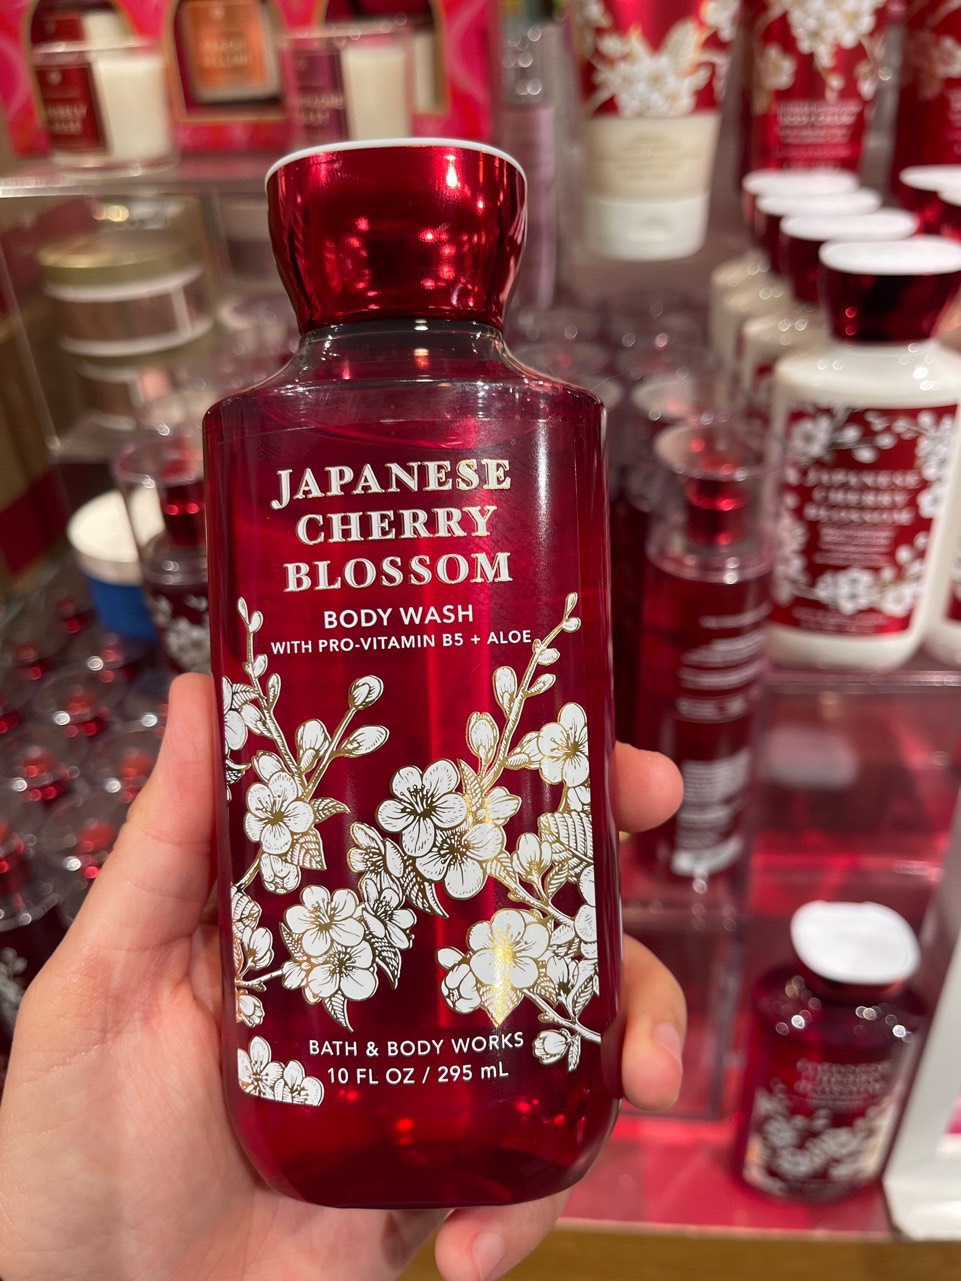 JAPANESE
CHERRY
BLOSSOM
BODY WASH
WITH PRO-VITAMIN B5 + ALOE
BATH & BODY WORKS
10 FL OZ / 295 mL
JAPANESE
CHERRY
BLOSSOM